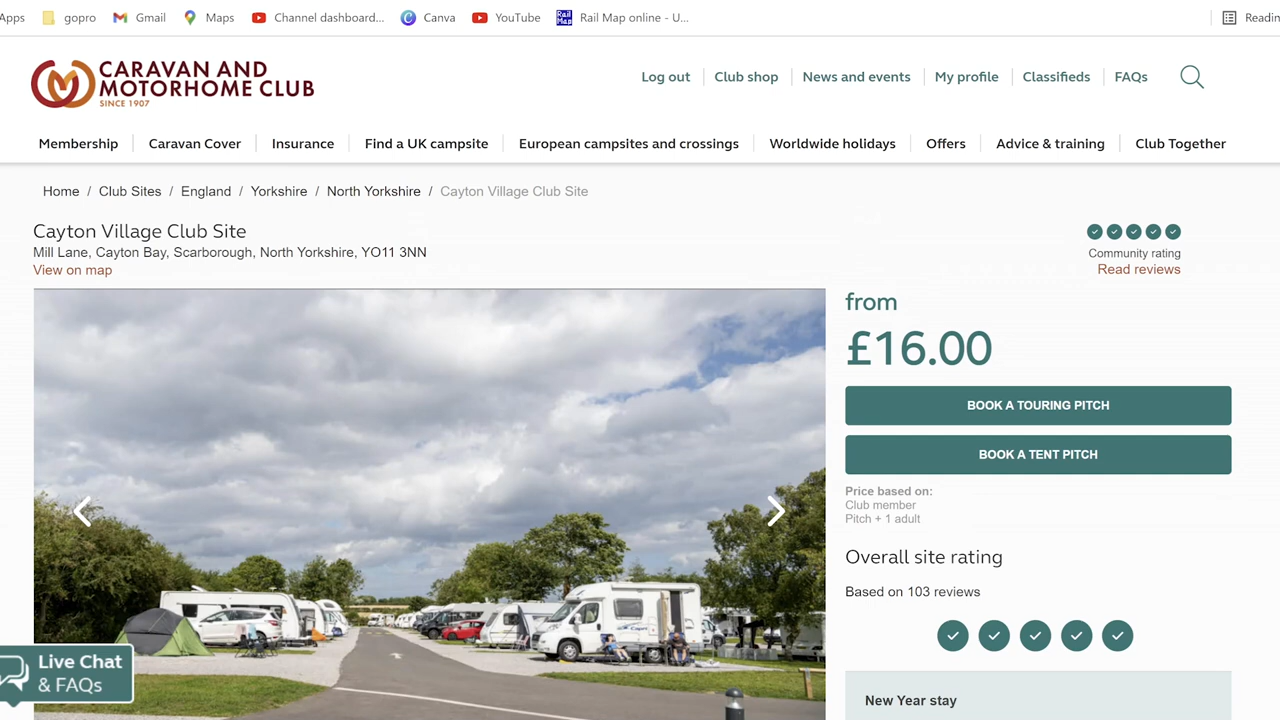 Apps gopro Gmail Maps Channel dashboard... Canva YouTube Rail Map online - U...
CARAVAN AND
MOTORHOME CLUB
SINCE 1907
Log out Club shop News and events My profile Classifieds FAQs
Membership Caravan Cover Insurance Find a UK campsite European campsites and crossings Worldwide holidays Offers Advice & training Club Together
Home / Club Sites / England / Yorkshire / North Yorkshire / Cayton Village Club Site
Cayton Village Club Site
Mill Lane, Cayton Bay, Scarborough, North Yorkshire, YO11 3NN
View on map
Community rating
Read reviews
from
£16.00
BOOK A TOURING PITCH
BOOK A TENT PITCH
Price based on:
Club member
Pitch + 1 adult
Overall site rating
Based on 103 reviews
Live Chat
& FAQs
New Year stay